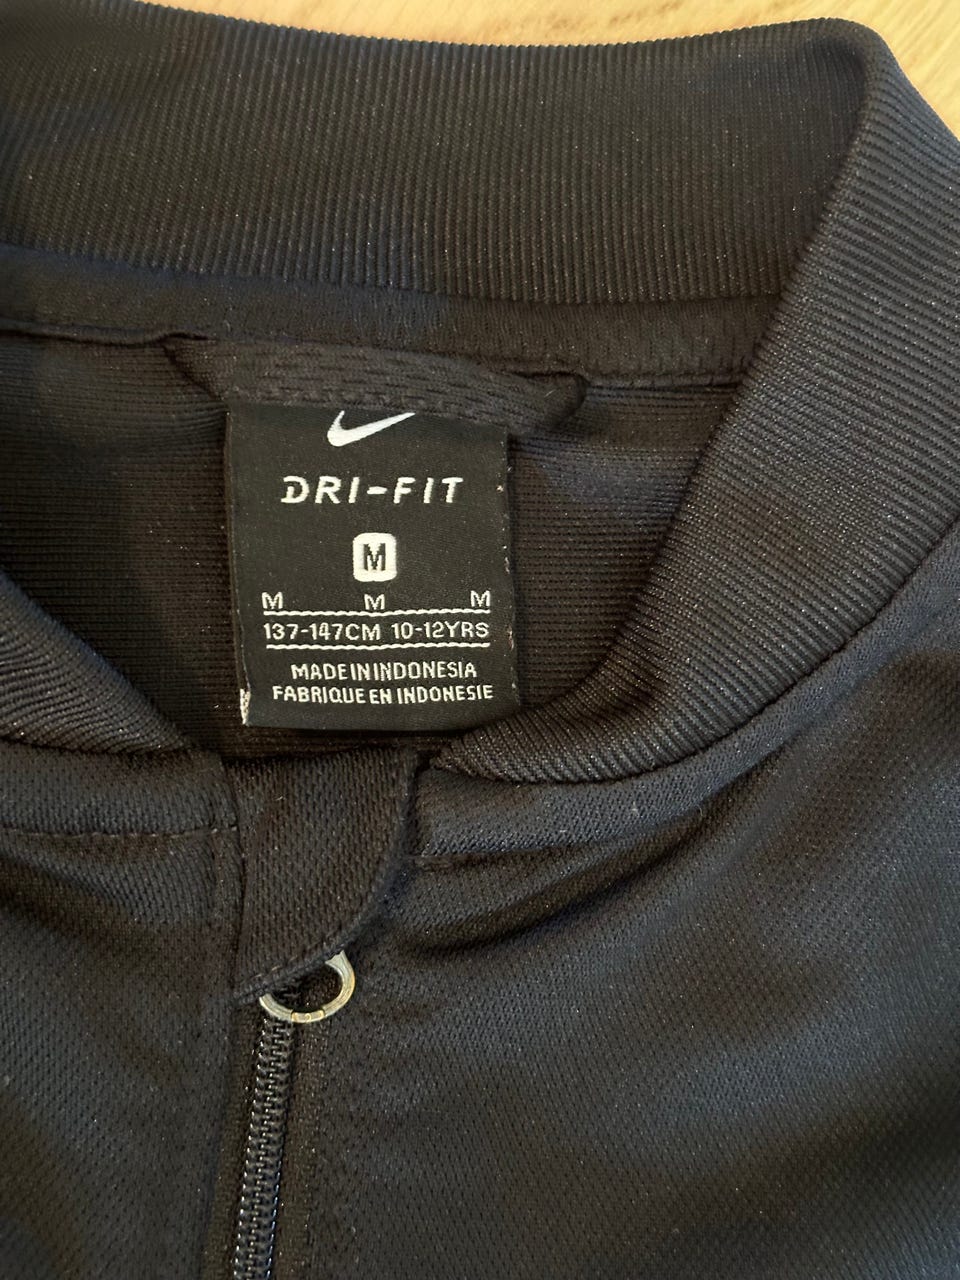 DRI-FIT
M
M M M
137-147CM 10-12YRS
MADE IN INDONESIA
FABRIQUE EN INDONESIE